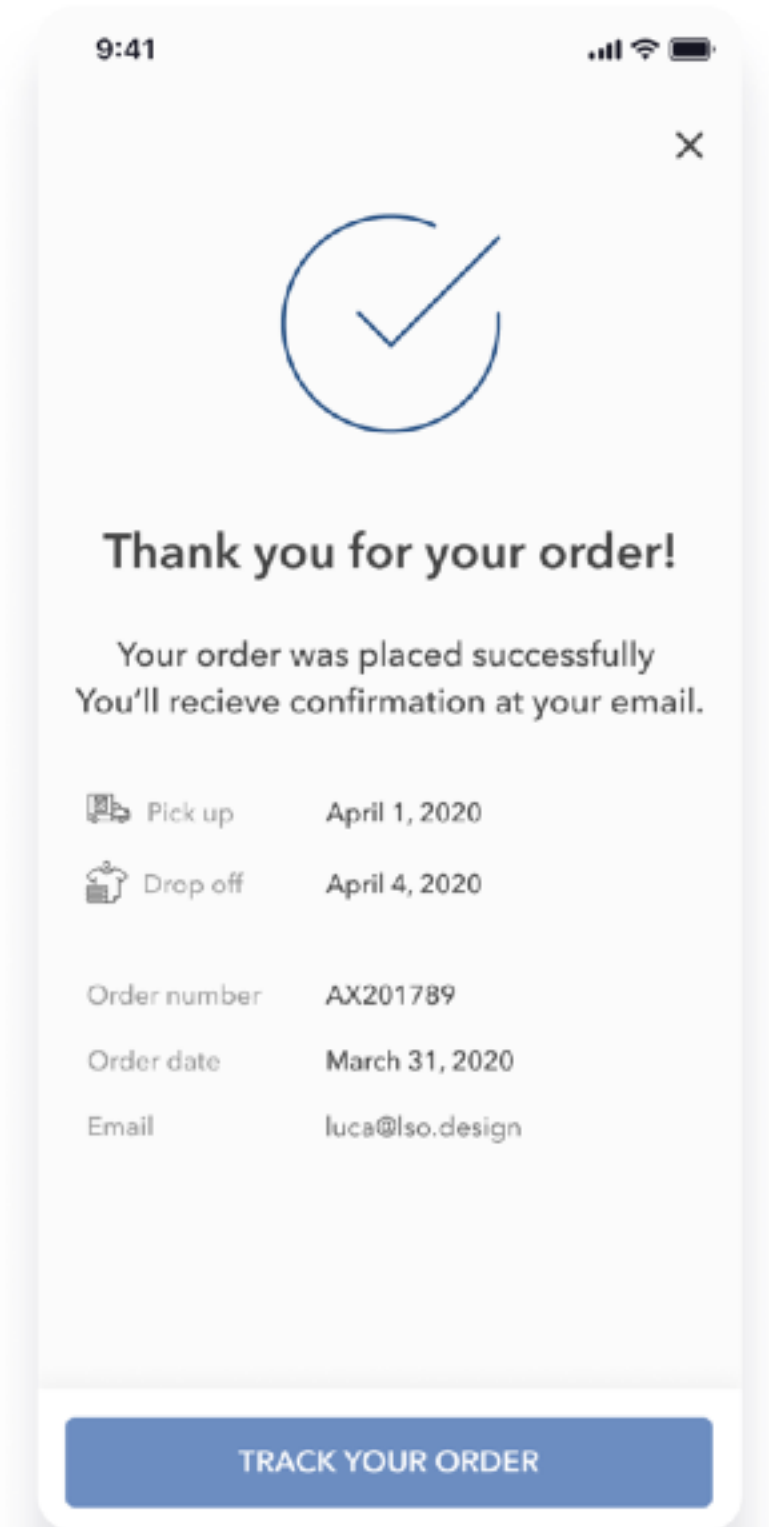 9:41
Thank you for your order!
Your order was placed successfully
You'll recieve confirmation at your email.
Pick up April 1, 2020
Drop off April 4, 2020
Order number AX201789
Order date March 31, 2020
Email luca@lso.design
TRACK YOUR ORDER